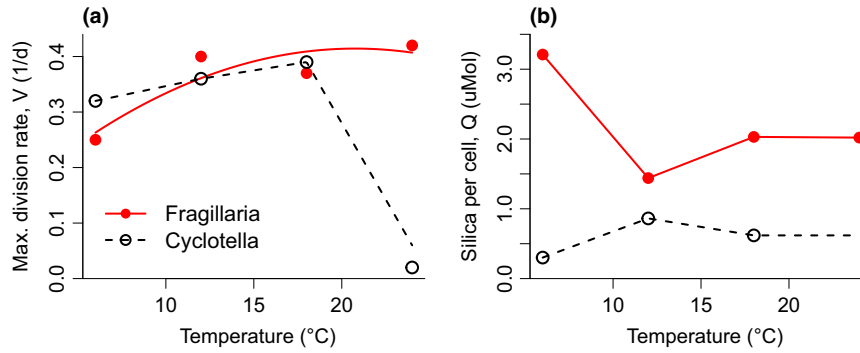 (a)
Max. division rate, V (1/d)
0.4
0.3
0.2
0.1
0.0
Fragillaria
Cyclotella
10
15
20
Temperature (°C)
(b)
Silica per cell, Q (uMol)
3.0
2.0
1.0
0.0
10
15
20
Temperature (°C)